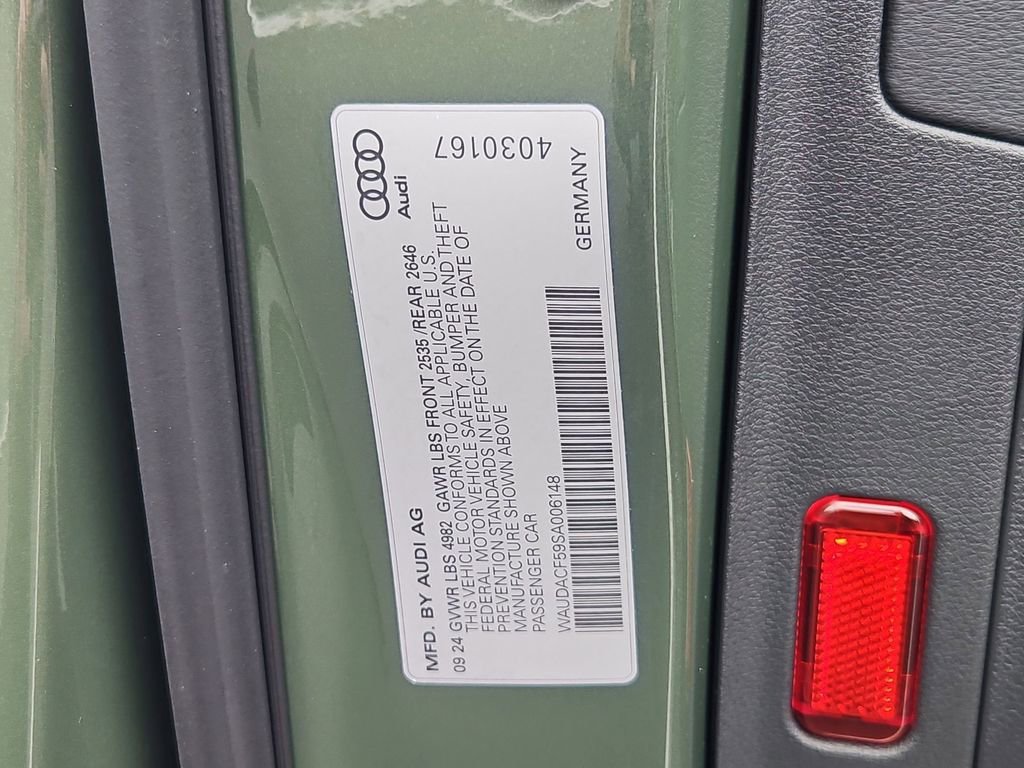 MFD. BY AUDI AG
09 24 GVWR LBS 4982 GAWR LBS FRONT 2535 /REAR 2646
THIS VEHICLE CONFORMS TO ALL APPLICABLE U.S.
FEDERAL MOTOR VEHICLE SAFETY, BUMPER AND THEFT
PREVENTION STANDARDS IN EFFECT ON THE DATE OF
MANUFACTURE SHOWN ABOVE
PASSENGER CAR
WAUDACF59SA006148
Audi
GERMANY
4030167